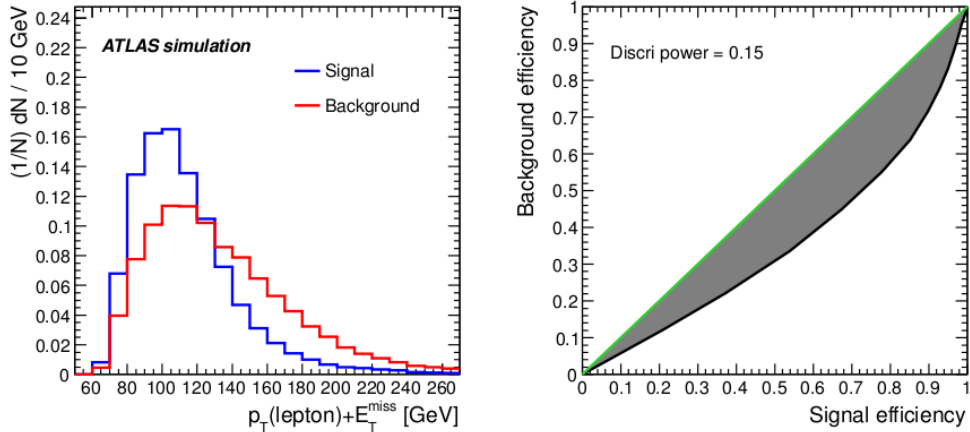 (1/N) dN / 10 GeV
0.24
0.22
0.2
0.18
0.16
0.14
0.12
0.1
0.08
0.06
0.04
0.02
0
ATLAS simulation
Signal
Background
60 80 100 120 140 160 180 200 220 240 260
p_T(lepton)+E_T^miss [GeV]
Background efficiency
1
0.9
0.8
0.7
0.6
0.5
0.4
0.3
0.2
0.1
0
Discri power = 0.15
0 0.1 0.2 0.3 0.4 0.5 0.6 0.7 0.8 0.9 1
Signal efficiency